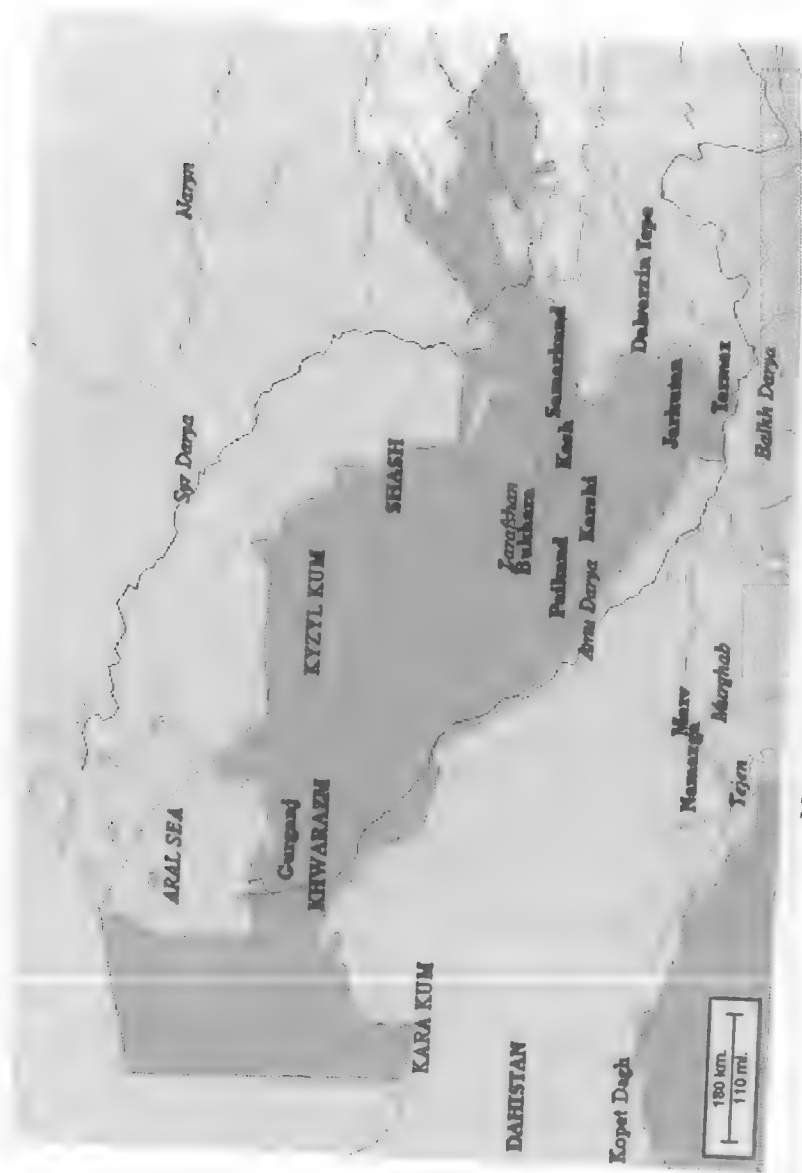 Naryn
Syr Darya
ARAL SEA
SHASH
KYZYL KUM
Gurganj
KHWARAZM
KARA KUM
Zarafshan
Bukhara
Samarkand
Kesh
Paikand
Karshi
Amu Darya
DAHISTAN
Dalverzin Tepe
Jarkutan
Termez
Balkh Darya
Namazga
Merv
Murghab
Tejen
Kopet Dagh
180 km.
110 mi.